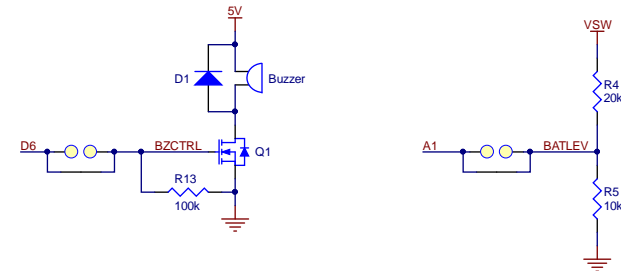 5V
VSW
D1
Buzzer
R4
20k
D6
BZCTRL
Q1
A1
BATLEV
R13
100k
R5
10k